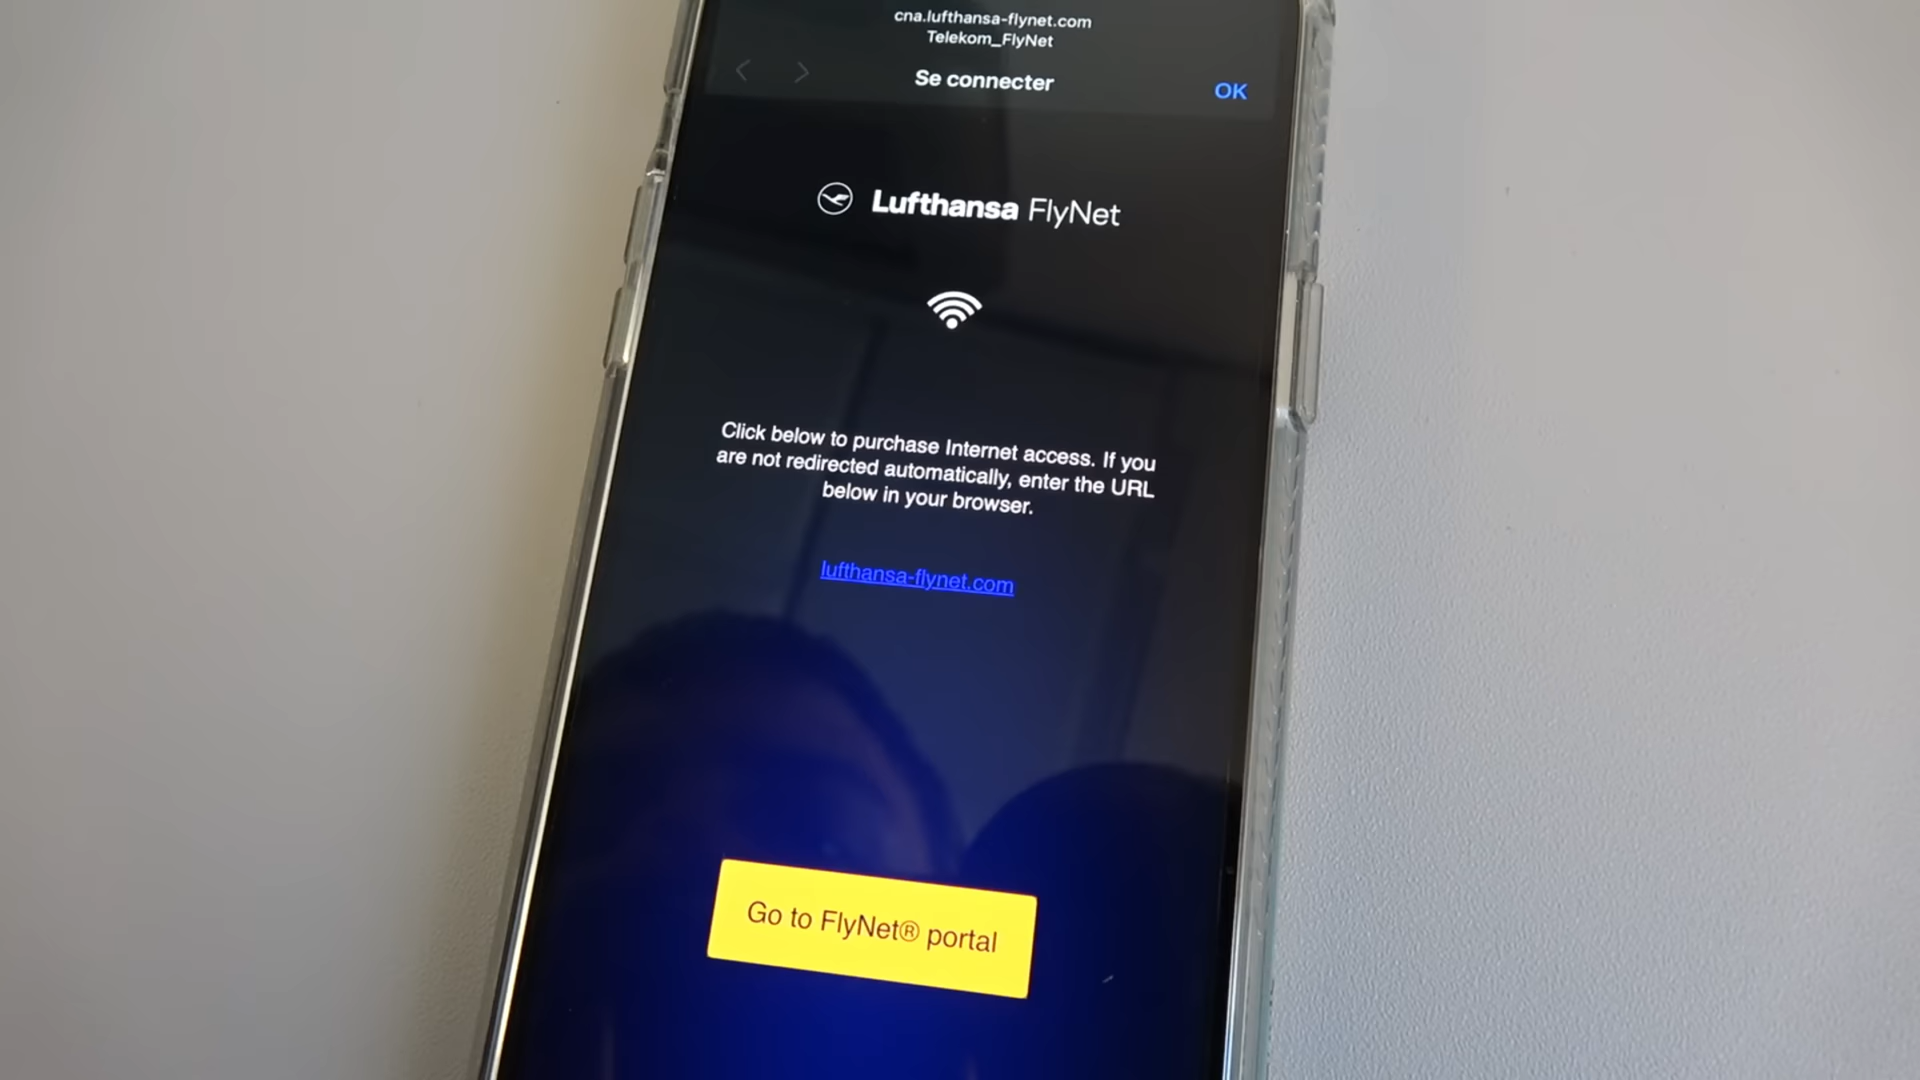 cna.lufthansa-flynet.com
Telekom_FlyNet
Se connecter
OK
Lufthansa FlyNet
Click below to purchase Internet access. If you
are not redirected automatically, enter the URL
below in your browser.
lufthansa-flynet.com
Go to FlyNet® portal